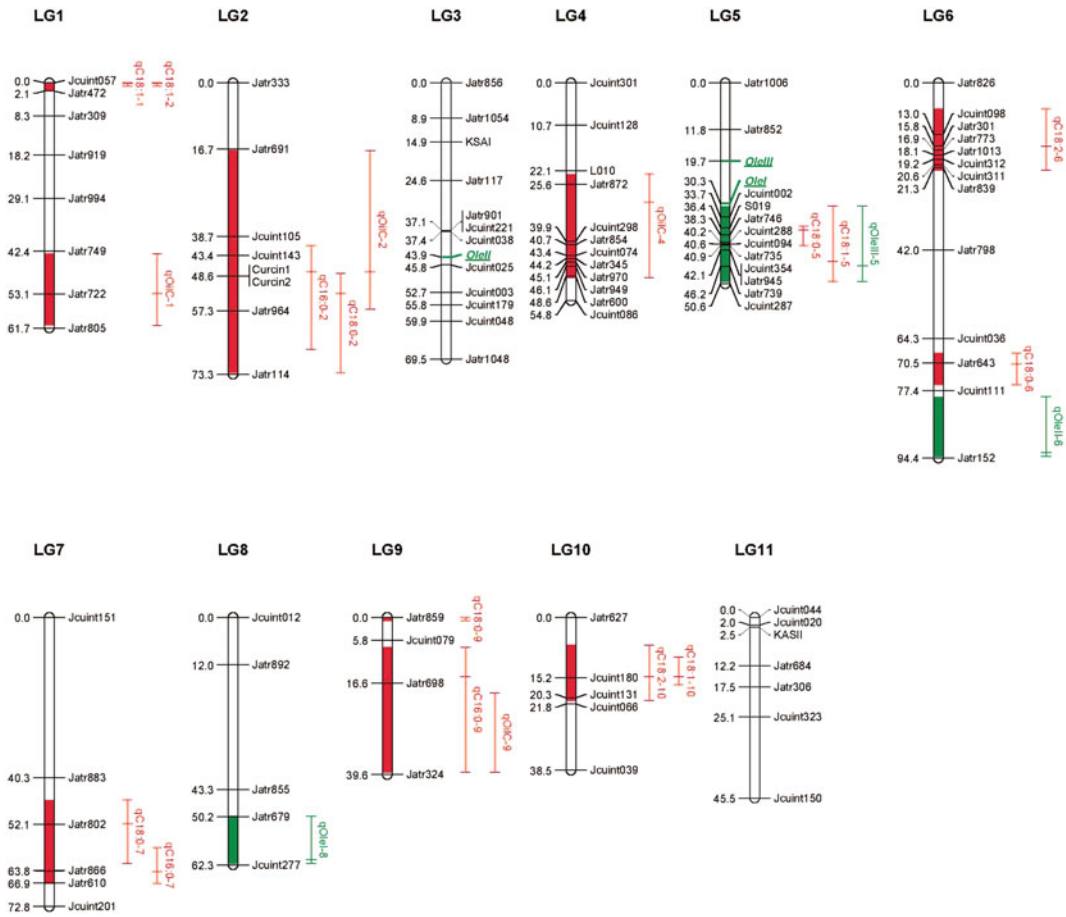 LG1 LG2 LG3 LG4 LG5 LG6
0.0 Jcuint057
2.1 Jatr472
8.3 Jatr309
18.2 Jatr919
29.1 Jatr994
42.4 Jatr749
53.1 Jatr722
61.7 Jatr805
qC18:1-1
qC18:1-2
qOilC-1
0.0 Jatr333
16.7 Jatr691
38.7 Jcuint105
43.4 Jcuint143
48.6 Curcin1
Curcin2
57.3 Jatr964
73.3 Jatr114
qOilC-2
qC16:0-2
qC18:0-2
0.0 Jatr856
8.9 Jatr1054
14.9 KSAI
24.6 Jatr117
37.1 Jatr901
Jcuint221
37.4 Jcuint038
43.9 OleII
45.8 Jcuint025
52.7 Jcuint003
55.8 Jcuint179
59.9 Jcuint048
69.5 Jatr1048
0.0 Jcuint301
10.7 Jcuint128
22.1 L010
25.6 Jatr872
39.9 Jcuint298
40.7 Jatr854
43.4 Jcuint074
44.2 Jatr345
45.1 Jatr970
46.1 Jatr949
48.6 Jatr600
54.8 Jcuint086
qOilC-4
0.0 Jatr1006
11.8 Jatr852
19.7 OleIII
30.3 OleI
33.7 Jcuint002
36.4 S019
38.3 Jatr746
40.2 Jcuint288
40.6 Jcuint094
40.9 Jatr735
42.1 Jcuint354
Jatr945
46.2 Jatr739
50.6 Jcuint287
qC18:0-5
qC18:1-5
qOleIII-5
0.0 Jatr826
13.0 Jcuint098
15.8 Jatr301
16.9 Jatr773
18.1 Jatr1013
19.2 Jcuint312
20.6 Jcuint311
21.3 Jatr839
42.0 Jatr798
64.3 Jcuint036
70.5 Jatr643
77.4 Jcuint111
94.4 Jatr152
qC18:2-6
qC18:0-6
qOleII-6
LG7 LG8 LG9 LG10 LG11
0.0 Jcuint151
40.3 Jatr883
52.1 Jatr802
63.8 Jatr866
66.9 Jatr610
72.8 Jcuint201
qC18:0-7
qC16:0-7
0.0 Jcuint012
12.0 Jatr892
43.3 Jatr855
50.2 Jatr679
62.3 Jcuint277
qOleI-8
0.0 Jatr859
5.8 Jcuint079
16.6 Jatr698
39.6 Jatr324
qC18:0-9
qC16:0-9
qOilC-9
0.0 Jatr627
15.2 Jcuint180
20.3 Jcuint131
21.8 Jcuint066
38.5 Jcuint039
qC18:2-10
qC18:1-10
0.0 Jcuint044
2.0 Jcuint020
2.5 KASII
12.2 Jatr684
17.5 Jatr306
25.1 Jcuint323
45.5 Jcuint150